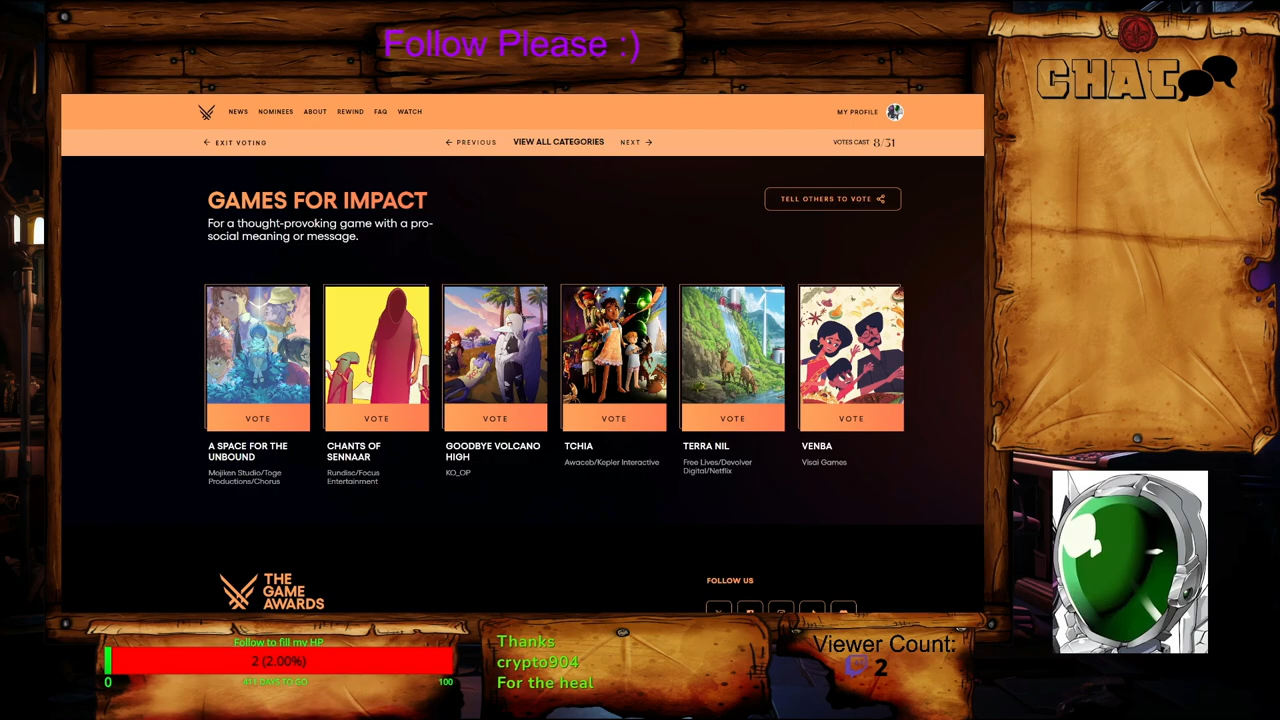 Follow Please :)
CHAT
NEWS NOMINEES ABOUT REWIND FAQ WATCH
MY PROFILE
EXIT VOTING
PREVIOUS VIEW ALL CATEGORIES NEXT
VOTES CAST 8/31
GAMES FOR IMPACT
For a thought-provoking game with a pro-
social meaning or message.
TELL OTHERS TO VOTE
VOTE VOTE VOTE VOTE VOTE VOTE
A SPACE FOR THE
UNBOUND
Mojiken Studio/Toge
Productions/Chorus
CHANTS OF
SENNAAR
Rundisc/Focus
Entertainment
GOODBYE VOLCANO
HIGH
KO_OP
TCHIA
Awaceb/Kepler Interactive
TERRA NIL
Free Lives/Devolver
Digital/Netflix
VENBA
Visai Games
THE
GAME
AWARDS
FOLLOW US
Follow to fill my HP
2 (2.00%)
0
411 DAYS TO GO
100
Thanks
crypto904
For the heal
Viewer Count:
2